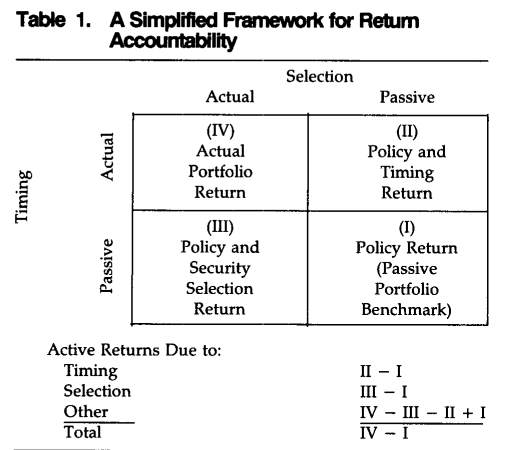 Table 1. A Simplified Framework for Return
Accountability
Selection
Actual Passive
Timing
Actual
(IV)
Actual
Portfolio
Return
(II)
Policy and
Timing
Return
Passive
(III)
Policy and
Security
Selection
Return
(I)
Policy Return
(Passive
Portfolio
Benchmark)
Active Returns Due to:
Timing II − I
Selection III − I
Other IV − III − II + I
Total IV − I